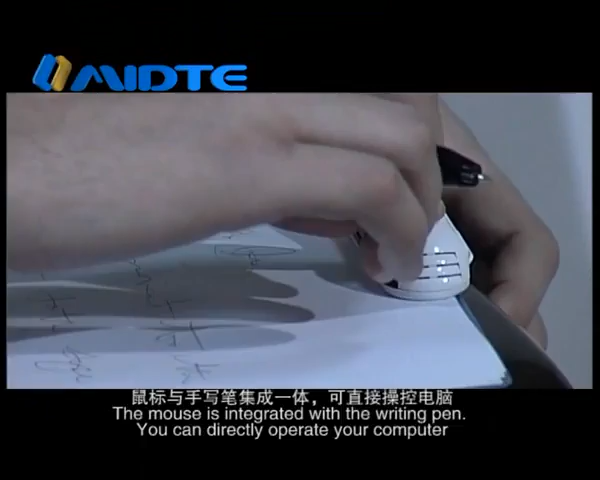 MIDTE
鼠标与手写笔集成一体，可直接操控电脑
The mouse is integrated with the writing pen.
You can directly operate your computer